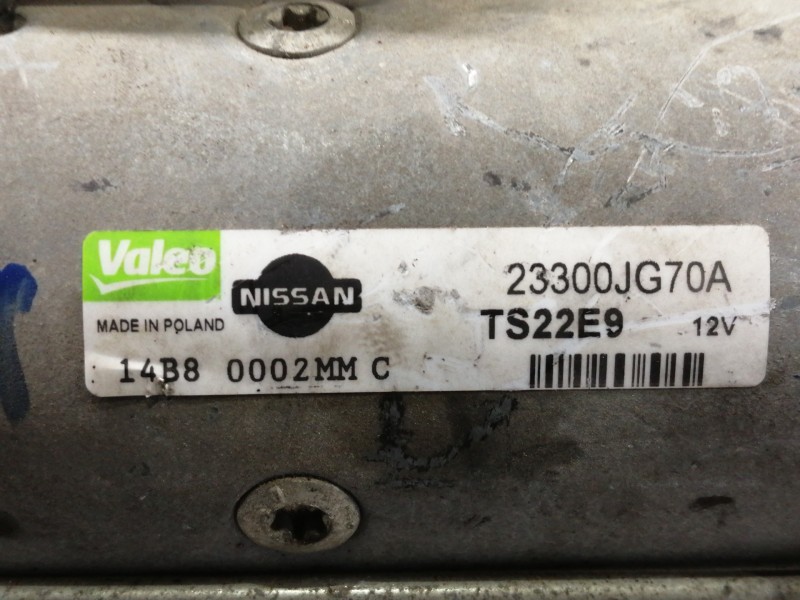 Valeo
NISSAN
23300JG70A
MADE IN POLAND
TS22E9 12V
14B8 0002MM C